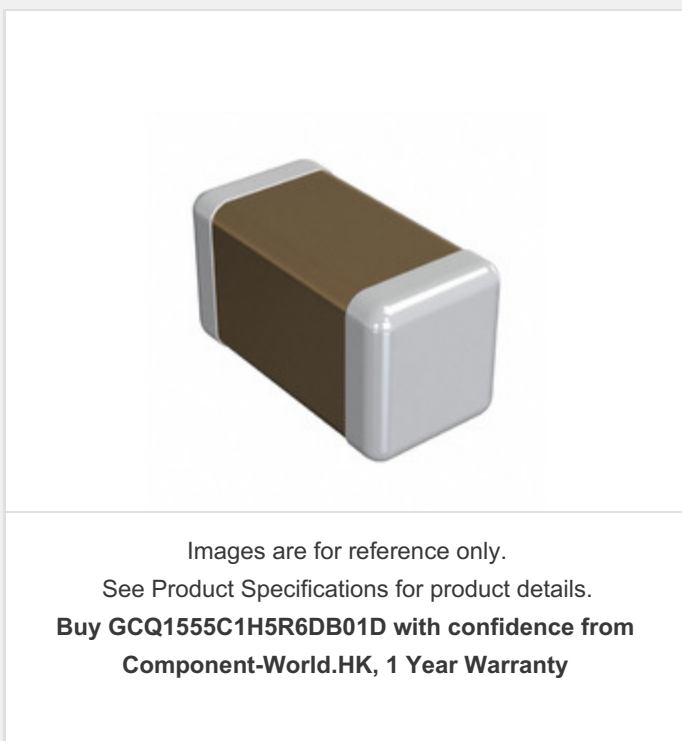 Images are for reference only.
See Product Specifications for product details.
Buy GCQ1555C1H5R6DB01D with confidence from
Component-World.HK, 1 Year Warranty